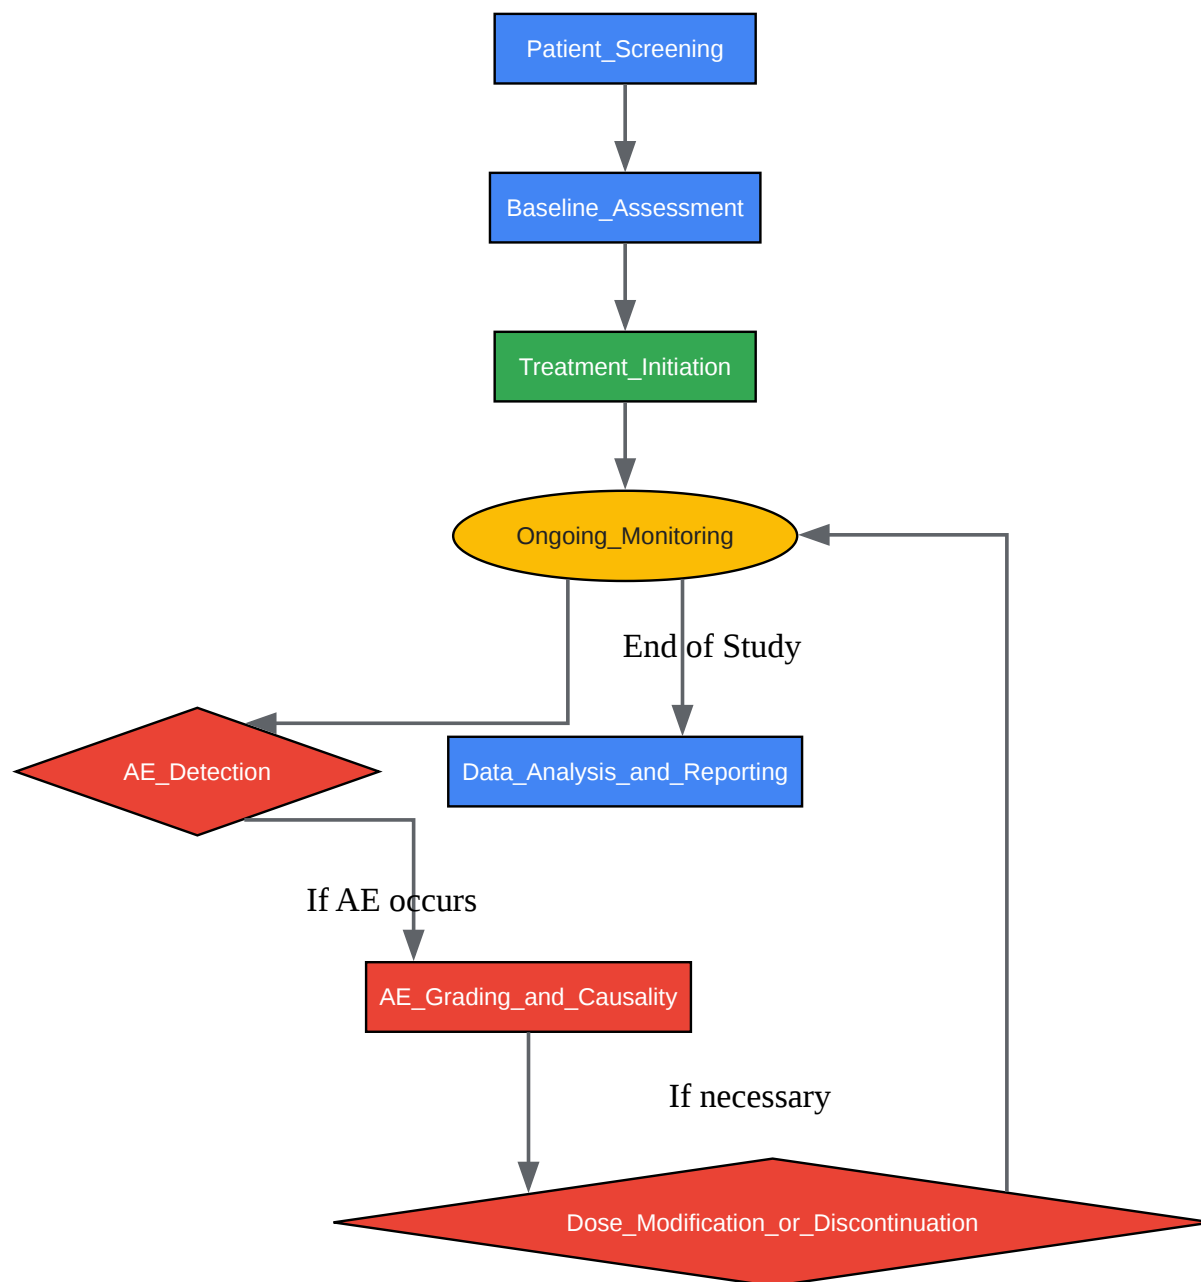 Patient_Screening
Baseline_Assessment
Treatment_Initiation
Ongoing_Monitoring
End of Study
AE_Detection
Data_Analysis_and_Reporting
If AE occurs
AE_Grading_and_Causality
If necessary
Dose_Modification_or_Discontinuation